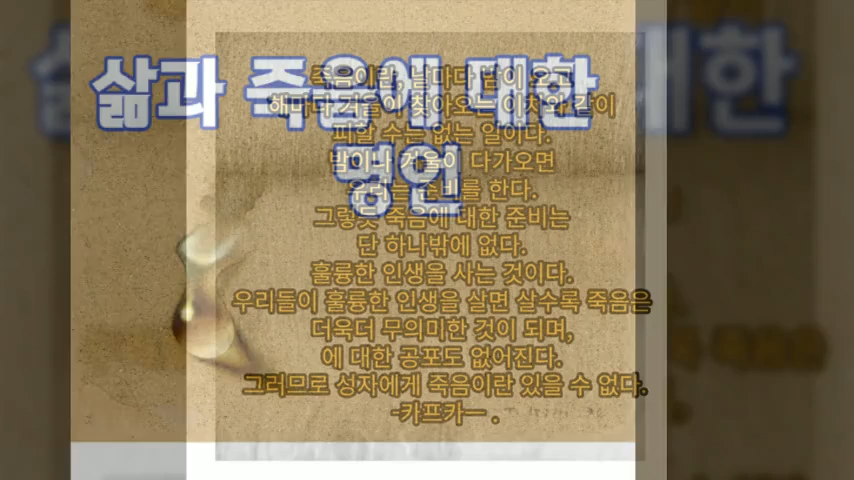 삶과 죽음에 대한
명언
죽음이란, 날마다 밤이 오고
해마다 겨울이 찾아오는 이치와 같이
피할 수는 없는 일이다.
밤이나 겨울이 다가오면
우리는 준비를 한다.
그렇듯 죽음에 대한 준비는
단 하나밖에 없다.
훌륭한 인생을 사는 것이다.
우리들이 훌륭한 인생을 살면 살수록 죽음은
더욱더 무의미한 것이 되며,
에 대한 공포도 없어진다.
그러므로 성자에게 죽음이란 있을 수 없다.
-카프카ㅡ .